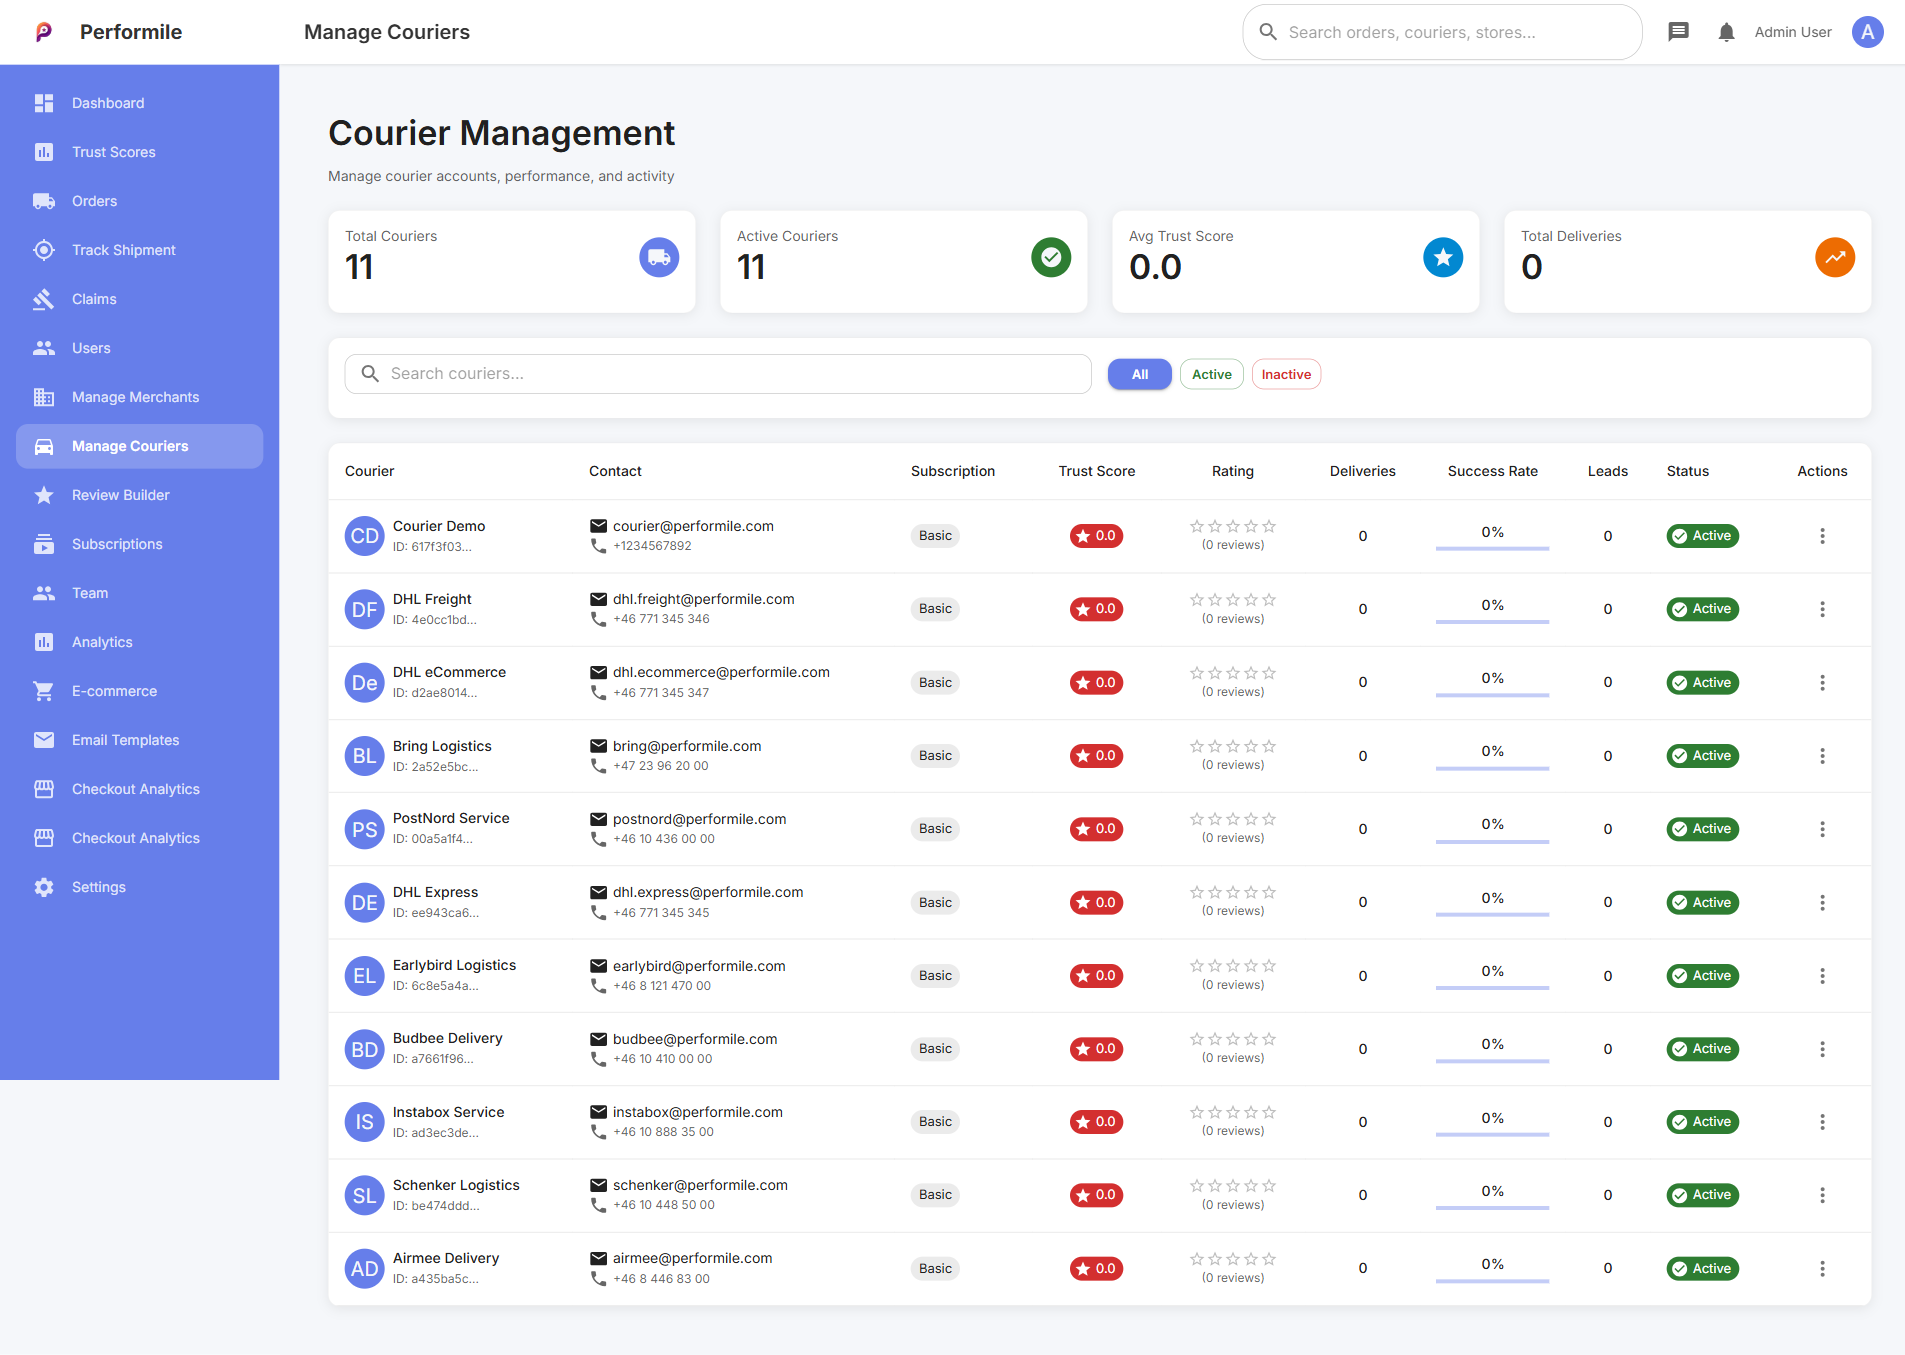 Performile
Manage Couriers
Search orders, couriers, stores...
Admin User
A
Dashboard
Trust Scores
Orders
Track Shipment
Claims
Users
Manage Merchants
Manage Couriers
Review Builder
Subscriptions
Team
Analytics
E-commerce
Email Templates
Checkout Analytics
Checkout Analytics
Settings
Courier Management
Manage courier accounts, performance, and activity
Total Couriers
11
Active Couriers
11
Avg Trust Score
0.0
Total Deliveries
0
Search couriers...
All
Active
Inactive
Courier Contact Subscription Trust Score Rating Deliveries Success Rate Leads Status Actions
CD Courier Demo courier@performile.com Basic 0.0 0 0% 0 Active
ID: 617f3f03... +1234567892 (0 reviews)
DF DHL Freight dhl.freight@performile.com Basic 0.0 0 0% 0 Active
ID: 4e0cc1bd... +46 771 345 346 (0 reviews)
De DHL eCommerce dhl.ecommerce@performile.com Basic 0.0 0 0% 0 Active
ID: d2ae8014... +46 771 345 347 (0 reviews)
BL Bring Logistics bring@performile.com Basic 0.0 0 0% 0 Active
ID: 2a52e5bc... +47 23 96 20 00 (0 reviews)
PS PostNord Service postnord@performile.com Basic 0.0 0 0% 0 Active
ID: 00a5a1f4... +46 10 436 00 00 (0 reviews)
DE DHL Express dhl.express@performile.com Basic 0.0 0 0% 0 Active
ID: ee943ca6... +46 771 345 345 (0 reviews)
EL Earlybird Logistics earlybird@performile.com Basic 0.0 0 0% 0 Active
ID: 6c8e5a4a... +46 8 121 470 00 (0 reviews)
BD Budbee Delivery budbee@performile.com Basic 0.0 0 0% 0 Active
ID: a7661f96... +46 10 410 00 00 (0 reviews)
IS Instabox Service instabox@performile.com Basic 0.0 0 0% 0 Active
ID: ad3ec3de... +46 10 888 35 00 (0 reviews)
SL Schenker Logistics schenker@performile.com Basic 0.0 0 0% 0 Active
ID: be474ddd... +46 10 448 50 00 (0 reviews)
AD Airmee Delivery airmee@performile.com Basic 0.0 0 0% 0 Active
ID: a435ba5c... +46 8 446 83 00 (0 reviews)